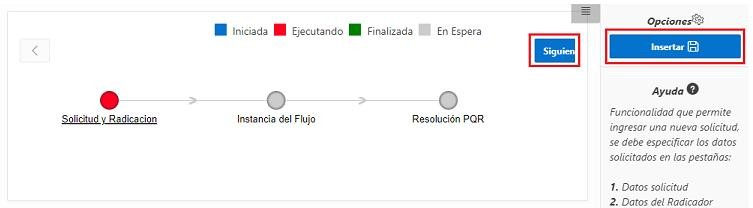 Iniciada Ejecutando Finalizada En Espera
Siguien
Solicitud y Radicacion
Instancia del Flujo
Resolución PQR
Opciones
Insertar
Ayuda ?
Funcionalidad que permite
ingresar una nueva solicitud,
se debe especificar los datos
solicitados en las pestañas:
1. Datos solicitud
2. Datos del Radicador